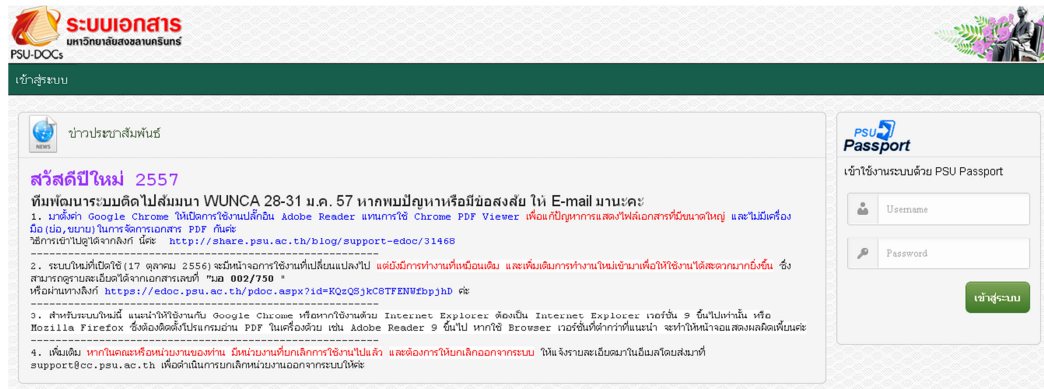 ระบบเอกสาร
มหาวิทยาลัยสงขลานครินทร์
PSU-DOCs
เข้าสู่ระบบ
NEWS
ข่าวประชาสัมพันธ์
สวัสดีปีใหม่ 2557
ทีมพัฒนาระบบติดไปสัมมนา WUNCA 28-31 ม.ค. 57 หากพบปัญหาหรือมีข้อสงสัย ให้ E-mail มานะคะ
1. มาตั้งค่า Google Chrome ให้เปิดการใช้งานปลั๊กอิน Adobe Reader แทนการใช้ Chrome PDF Viewer เพื่อแก้ปัญหาการแสดงไฟล์เอกสารที่มีขนาดใหญ่ และไม่มีเครื่อง
มือ(ย่อ,ขยาย)ในการจัดการเอกสาร PDF กันค่ะ
วิธีการเข้าไปดูได้จากลิงก์ นี้ค่ะ http://share.psu.ac.th/blog/support-edoc/31468
--------------------------------------------------------
2. ระบบใหม่ที่เปิดใช้(17 ตุลาคม 2556)จะมีหน้าจอการใช้งานที่เปลี่ยนแปลงไป แต่ยังมีการทำงานที่เหมือนเดิม และเพิ่มเติมการทำงานใหม่เข้ามาเพื่อให้ใช้งานได้สะดวกมากยิ่งขึ้น ซึ่ง
สามารถดูรายละเอียดได้จากเอกสารเลขที่ "มอ 002/750 "
หรือผ่านทางลิงก์ https://edoc.psu.ac.th/pdoc.aspx?id=KQzQSjkC8TFENWfbpjhD ค่ะ
--------------------------------------------------------
3. สำหรับระบบใหม่นี้ แนะนำให้ใช้งานกับ Google Chrome หรือหากใช้งานด้วย Internet Explorer ต้องเป็น Internet Explorer เวอร์ชั่น 9 ขึ้นไปเท่านั้น หรือ
Mozilla Firefox ซึ่งต้องติดตั้งโปรแกรมอ่าน PDF ในเครื่องด้วย เช่น Adobe Reader 9 ขึ้นไป หากใช้ Browser เวอร์ชั่นที่ต่ำกว่าที่แนะนำ จะทำให้หน้าจอแสดงผลผิดเพี้ยนค่ะ
--------------------------------------------------------
4. เพิ่มเติม หากในคณะหรือหน่วยงานของท่าน มีหน่วยงานที่ยกเลิกการใช้งานไปแล้ว และต้องการให้ยกเลิกออกจากระบบ ให้แจ้งรายละเอียดมาในอีเมลโดยส่งมาที่
support@cc.psu.ac.th เพื่อดำเนินการยกเลิกหน่วยงานออกจากระบบให้ค่ะ
PSU
Passport
เข้าใช้งานระบบด้วย PSU Passport
Username
Password
เข้าสู่ระบบ